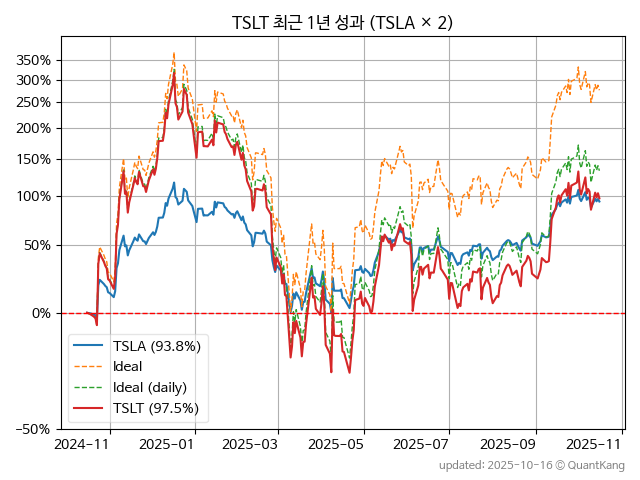 TSLT 최근 1년 성과 (TSLA × 2)
350%
300%
250%
200%
150%
100%
50%
0%
−50%
TSLA (93.8%)
Ideal
Ideal (daily)
TSLT (97.5%)
2024−11
2025−01
2025−03
2025−05
2025−07
2025−09
2025−11
updated: 2025-10-16 © QuantKang